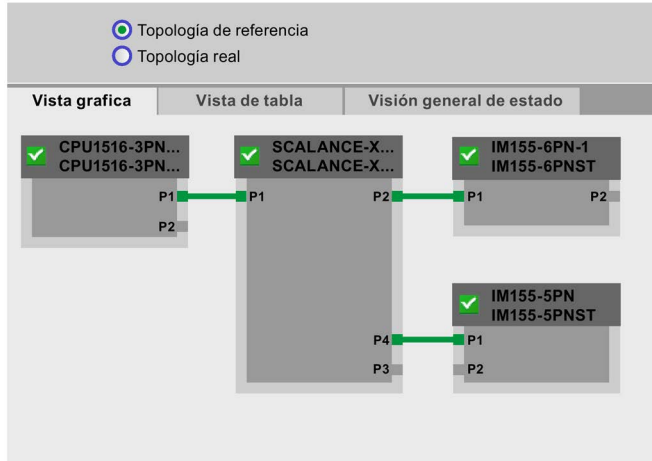 Topología de referencia
Topología real
Vista grafica
Vista de tabla
Visión general de estado
CPU1516-3PN...
CPU1516-3PN...
P1
P2
SCALANCE-X...
SCALANCE-X...
P1
P2
P4
P3
IM155-6PN-1
IM155-6PNST
P1
P2
IM155-5PN
IM155-5PNST
P1
P2